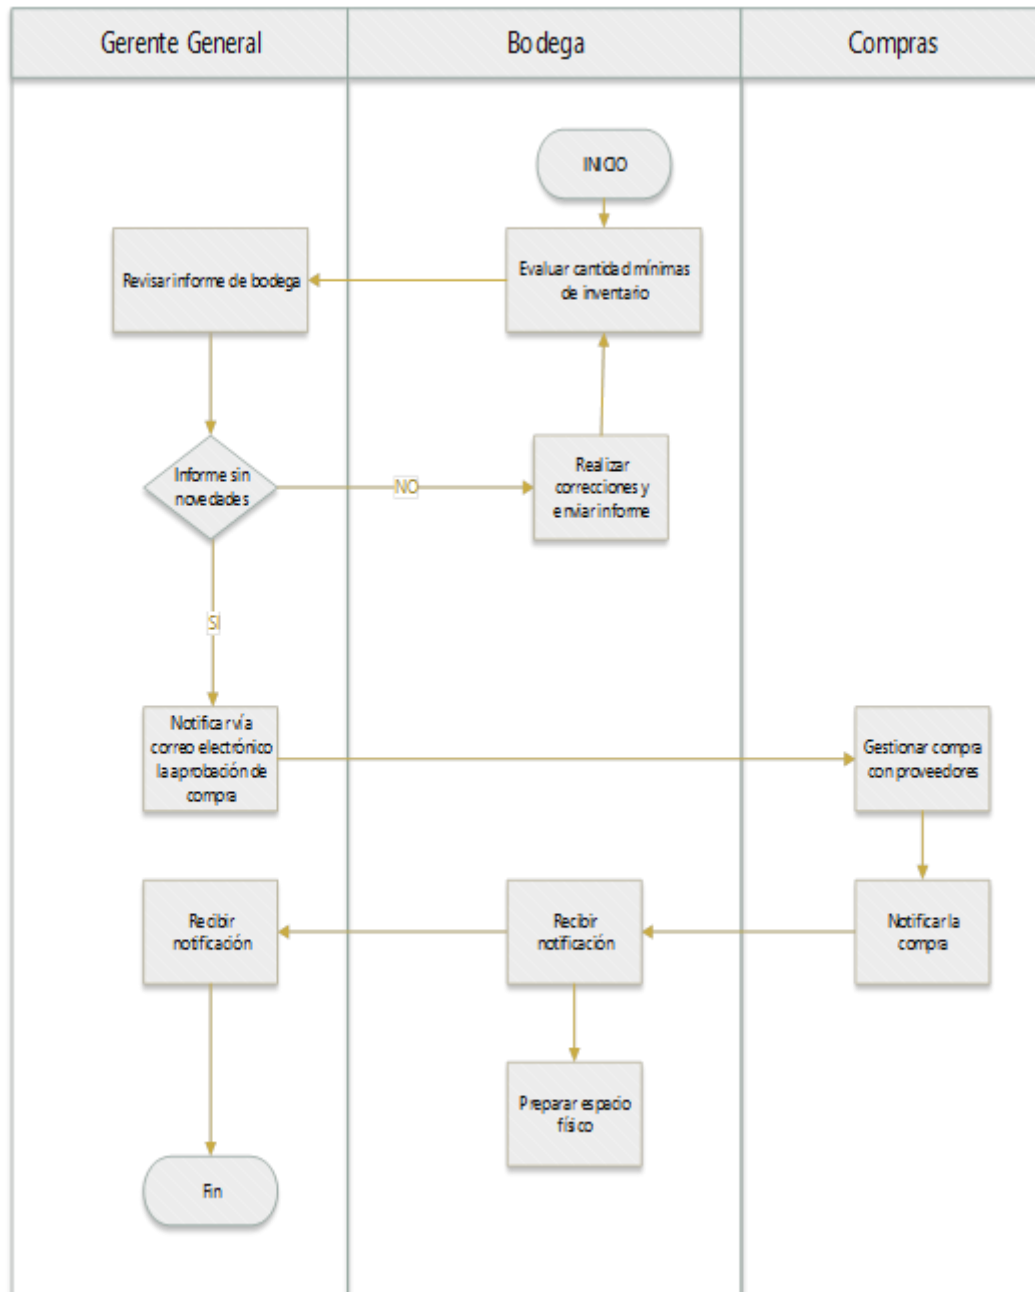 Gerente General
Bodega
Compras
INICIO
Revisar informe de bodega
Evaluar cantidad mínimas
de inventario
Informe sin
novedades
NO
Realizar
correcciones y
enviar informe
SI
Notificar vía
correo electrónico
la aprobación de
compra
Gestionar compra
con proveedores
Recibir
notificación
Recibir
notificación
Notificar la
compra
Preparar espacio
físico
Fin